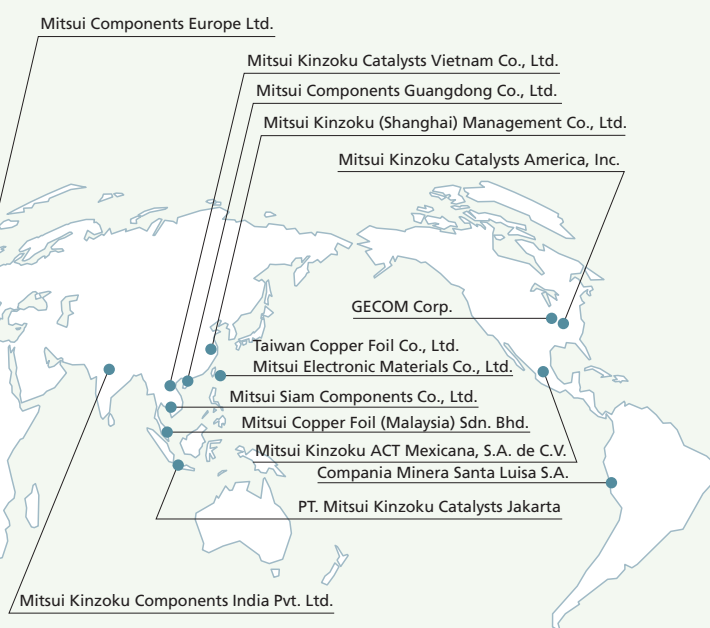 Mitsui Components Europe Ltd.
Mitsui Kinzoku Catalysts Vietnam Co., Ltd.
Mitsui Components Guangdong Co., Ltd.
Mitsui Kinzoku (Shanghai) Management Co., Ltd.
Mitsui Kinzoku Catalysts America, Inc.
GECOM Corp.
Taiwan Copper Foil Co., Ltd.
Mitsui Electronic Materials Co., Ltd.
Mitsui Siam Components Co., Ltd.
Mitsui Copper Foil (Malaysia) Sdn. Bhd.
Mitsui Kinzoku ACT Mexicana, S.A. de C.V.
Compania Minera Santa Luisa S.A.
PT. Mitsui Kinzoku Catalysts Jakarta
Mitsui Kinzoku Components India Pvt. Ltd.